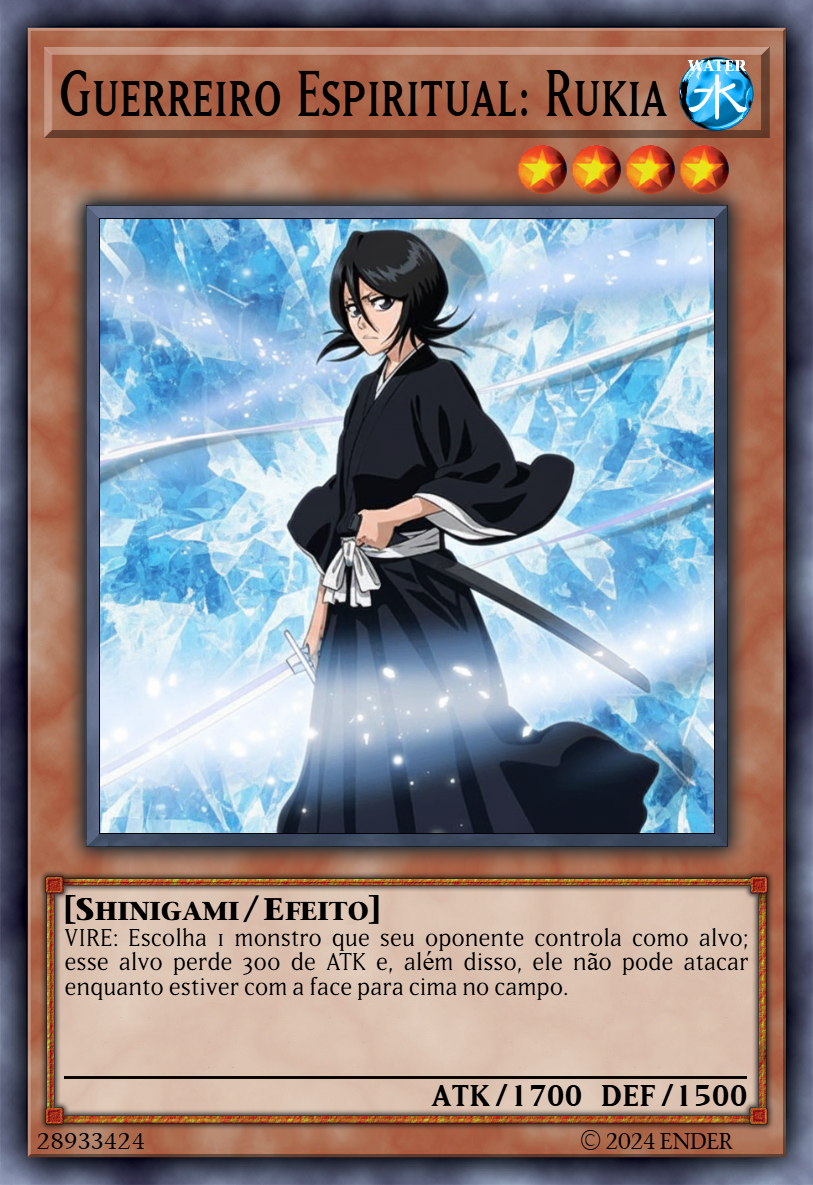 Guerreiro Espiritual: Rukia
WATER
水
[Shinigami/Efeito]
VIRE: Escolha 1 monstro que seu oponente controla como alvo;
esse alvo perde 300 de ATK e, além disso, ele não pode atacar
enquanto estiver com a face para cima no campo.
ATK/1700 DEF/1500
28933424 © 2024 ENDER